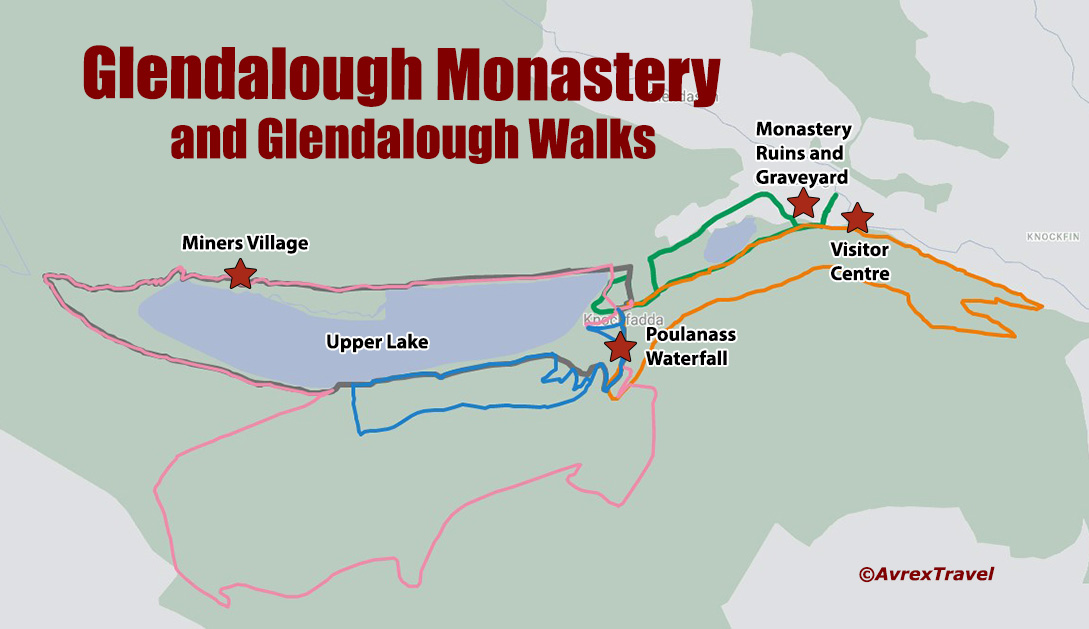 Glendalough Monastery
and Glendalough Walks
Monastery
Ruins and
Graveyard
Visitor
Centre
KNOCKFIN
Miners Village
Upper Lake
Poulanass
Waterfall
©AvrexTravel